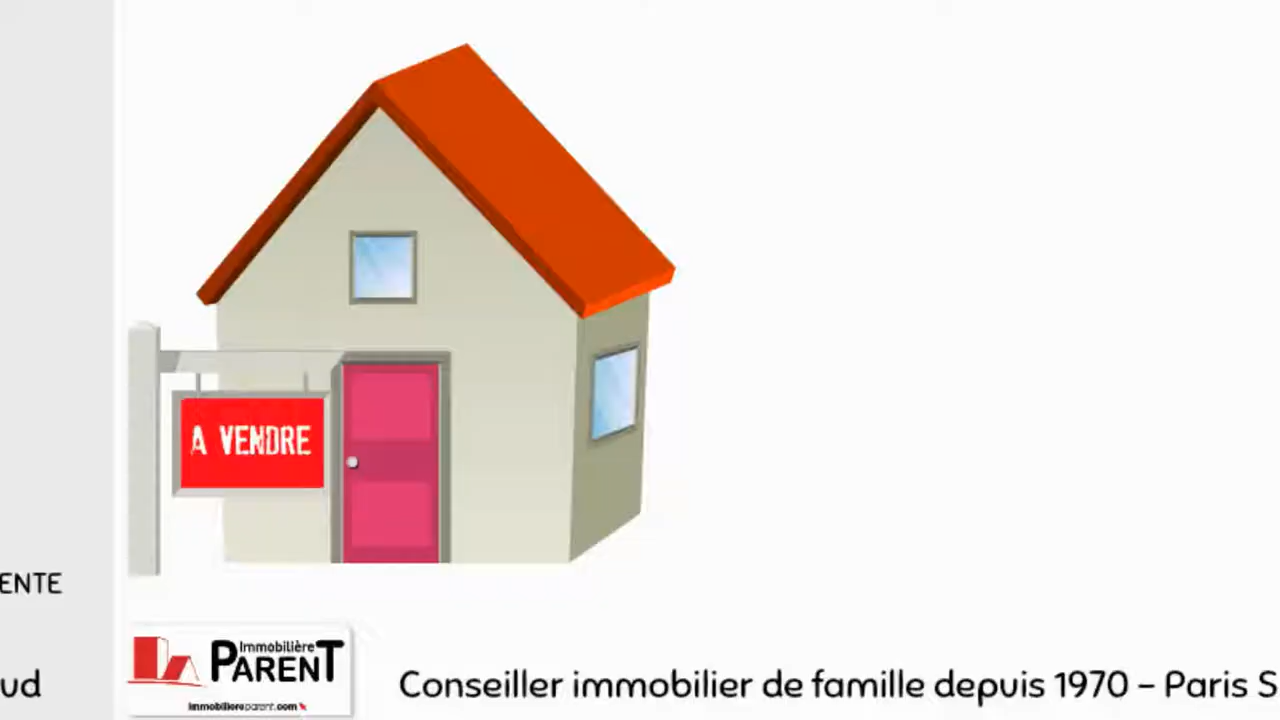 A VENDRE
ENTE
ud
Immobilière
PARENT
immobiliereparent.com
Conseiller immobilier de famille depuis 1970 – Paris S